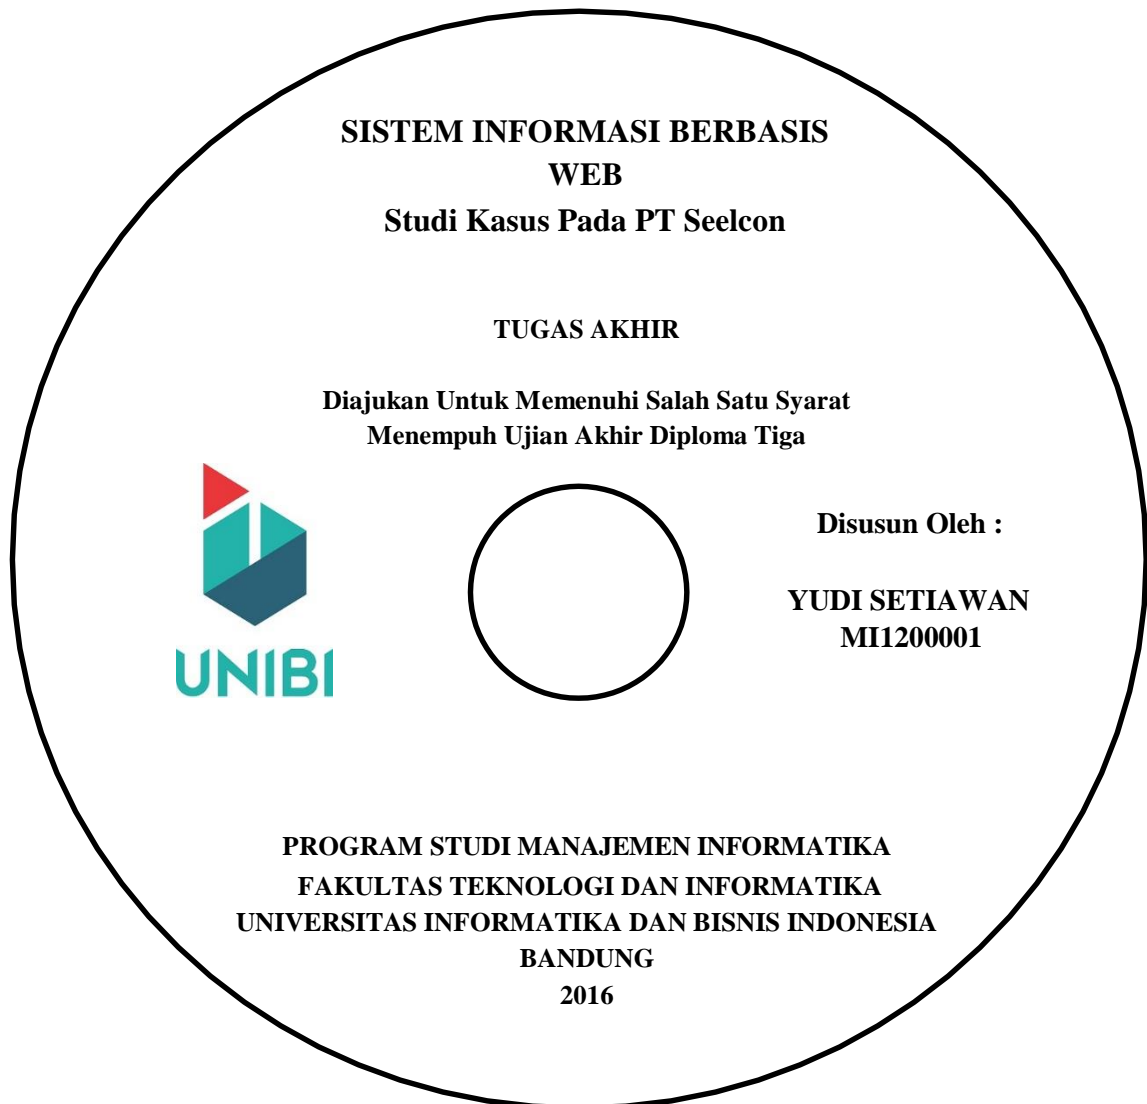 SISTEM INFORMASI BERBASIS
WEB
Studi Kasus Pada PT Seelcon
TUGAS AKHIR
Diajukan Untuk Memenuhi Salah Satu Syarat
Menempuh Ujian Akhir Diploma Tiga
UNIBI
Disusun Oleh :
YUDI SETIAWAN
MI1200001
PROGRAM STUDI MANAJEMEN INFORMATIKA
FAKULTAS TEKNOLOGI DAN INFORMATIKA
UNIVERSITAS INFORMATIKA DAN BISNIS INDONESIA
BANDUNG
2016